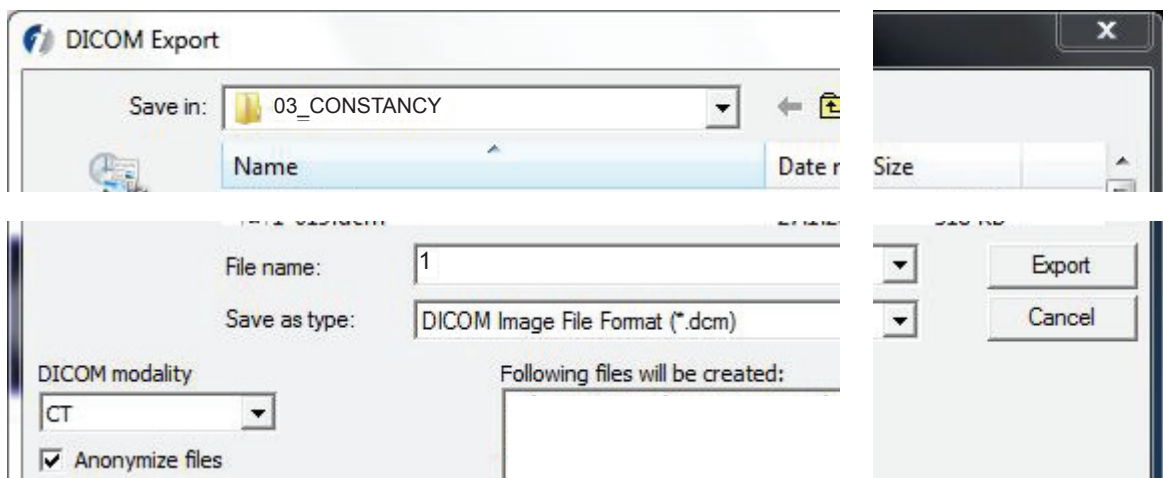 DICOM Export
x
Save in: 03_CONSTANCY
Name Date r Size
File name: 1 Export
Save as type: DICOM Image File Format (*.dcm) Cancel
DICOM modality Following files will be created:
CT
Anonymize files